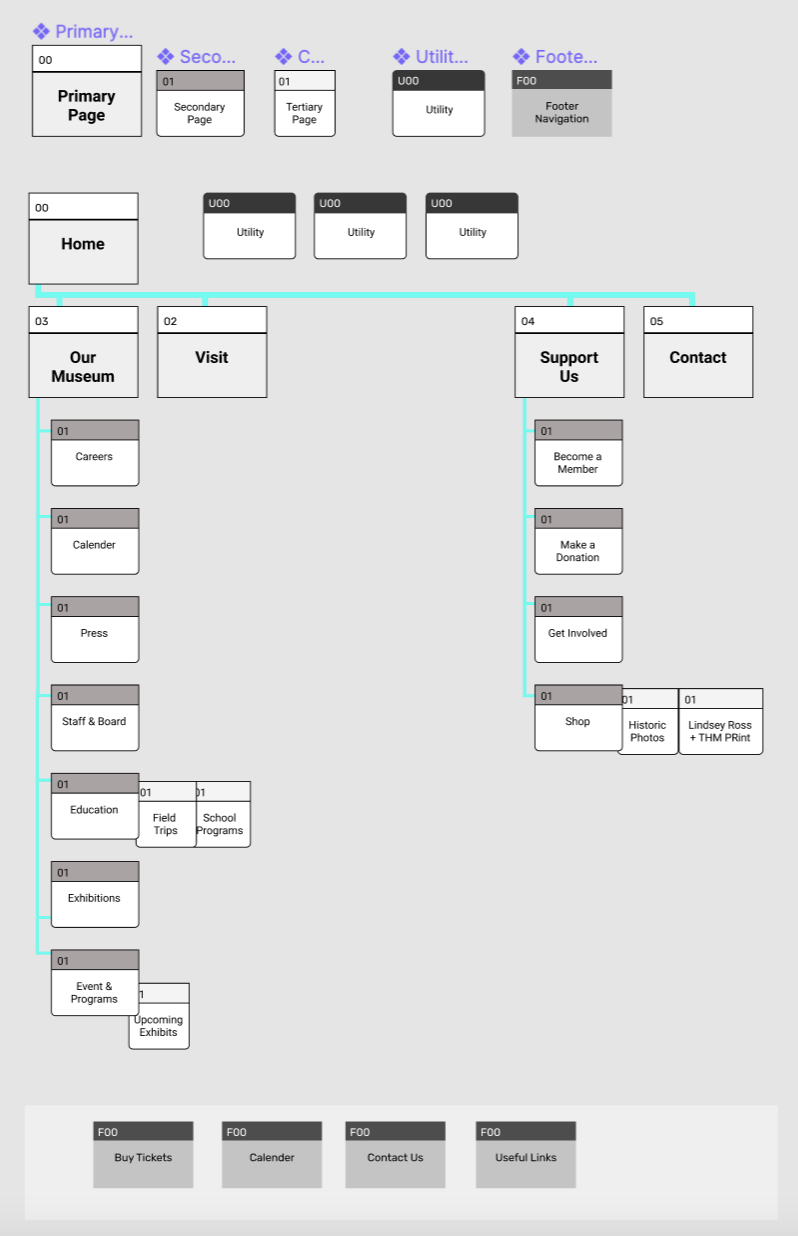 Primary...
Seco...
C...
Utilit...
Foote...
00
Primary
Page
01
Secondary
Page
01
Tertiary
Page
U00
Utility
F00
Footer
Navigation
00
Home
U00
Utility
U00
Utility
U00
Utility
03
Our
Museum
02
Visit
04
Support
Us
05
Contact
01
Careers
01
Calender
01
Press
01
Staff & Board
01
Education
01
Field
Trips
01
School
Programs
01
Exhibitions
01
Event &
Programs
1
Upcoming
Exhibits
01
Become a
Member
01
Make a
Donation
01
Get Involved
01
Shop
01
Historic
Photos
01
Lindsey Ross
+ THM PRint
F00
Buy Tickets
F00
Calender
F00
Contact Us
F00
Useful Links